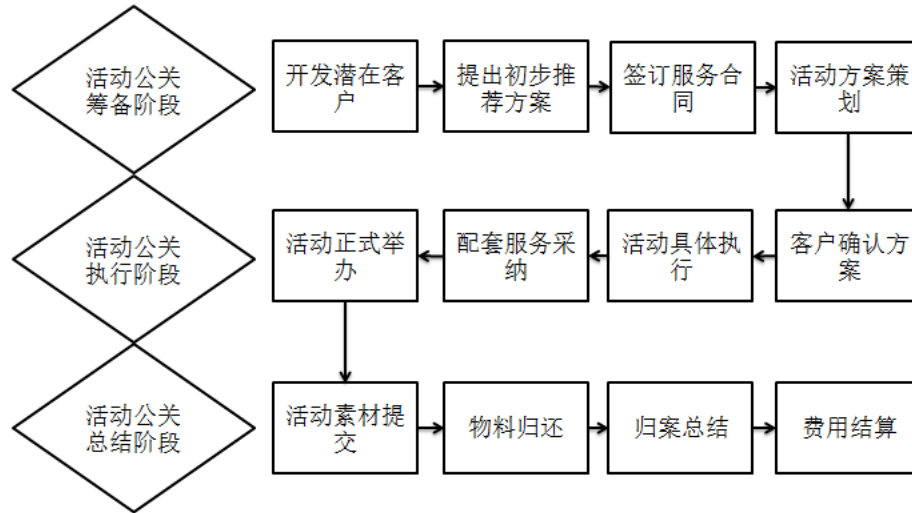 活动公关
筹备阶段
开发潜在客
户
提出初步推
荐方案
签订服务合
同
活动方案策
划
活动公关
执行阶段
活动正式举
办
配套服务采
纳
活动具体执
行
客户确认方
案
活动公关
总结阶段
活动素材提
交
物料归还
归案总结
费用结算